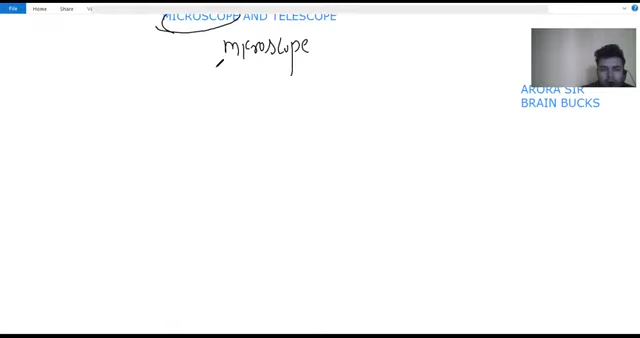 File Home Share
MICROSCOPE AND TELESCOPE
microscope
ARORA SIR
BRAIN BUCKS